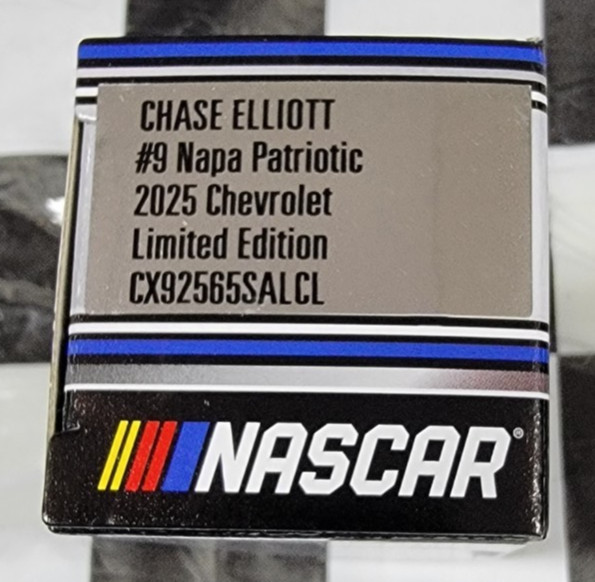 CHASE ELLIOTT
#9 Napa Patriotic
2025 Chevrolet
Limited Edition
CX92565SALCL
NASCAR®